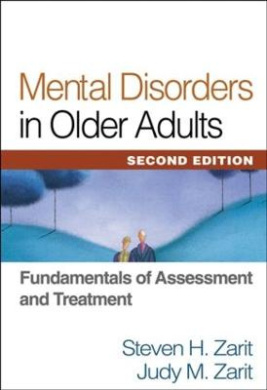 Mental Disorders
in Older Adults
SECOND EDITION
Fundamentals of Assessment
and Treatment
Steven H. Zarit
Judy M. Zarit